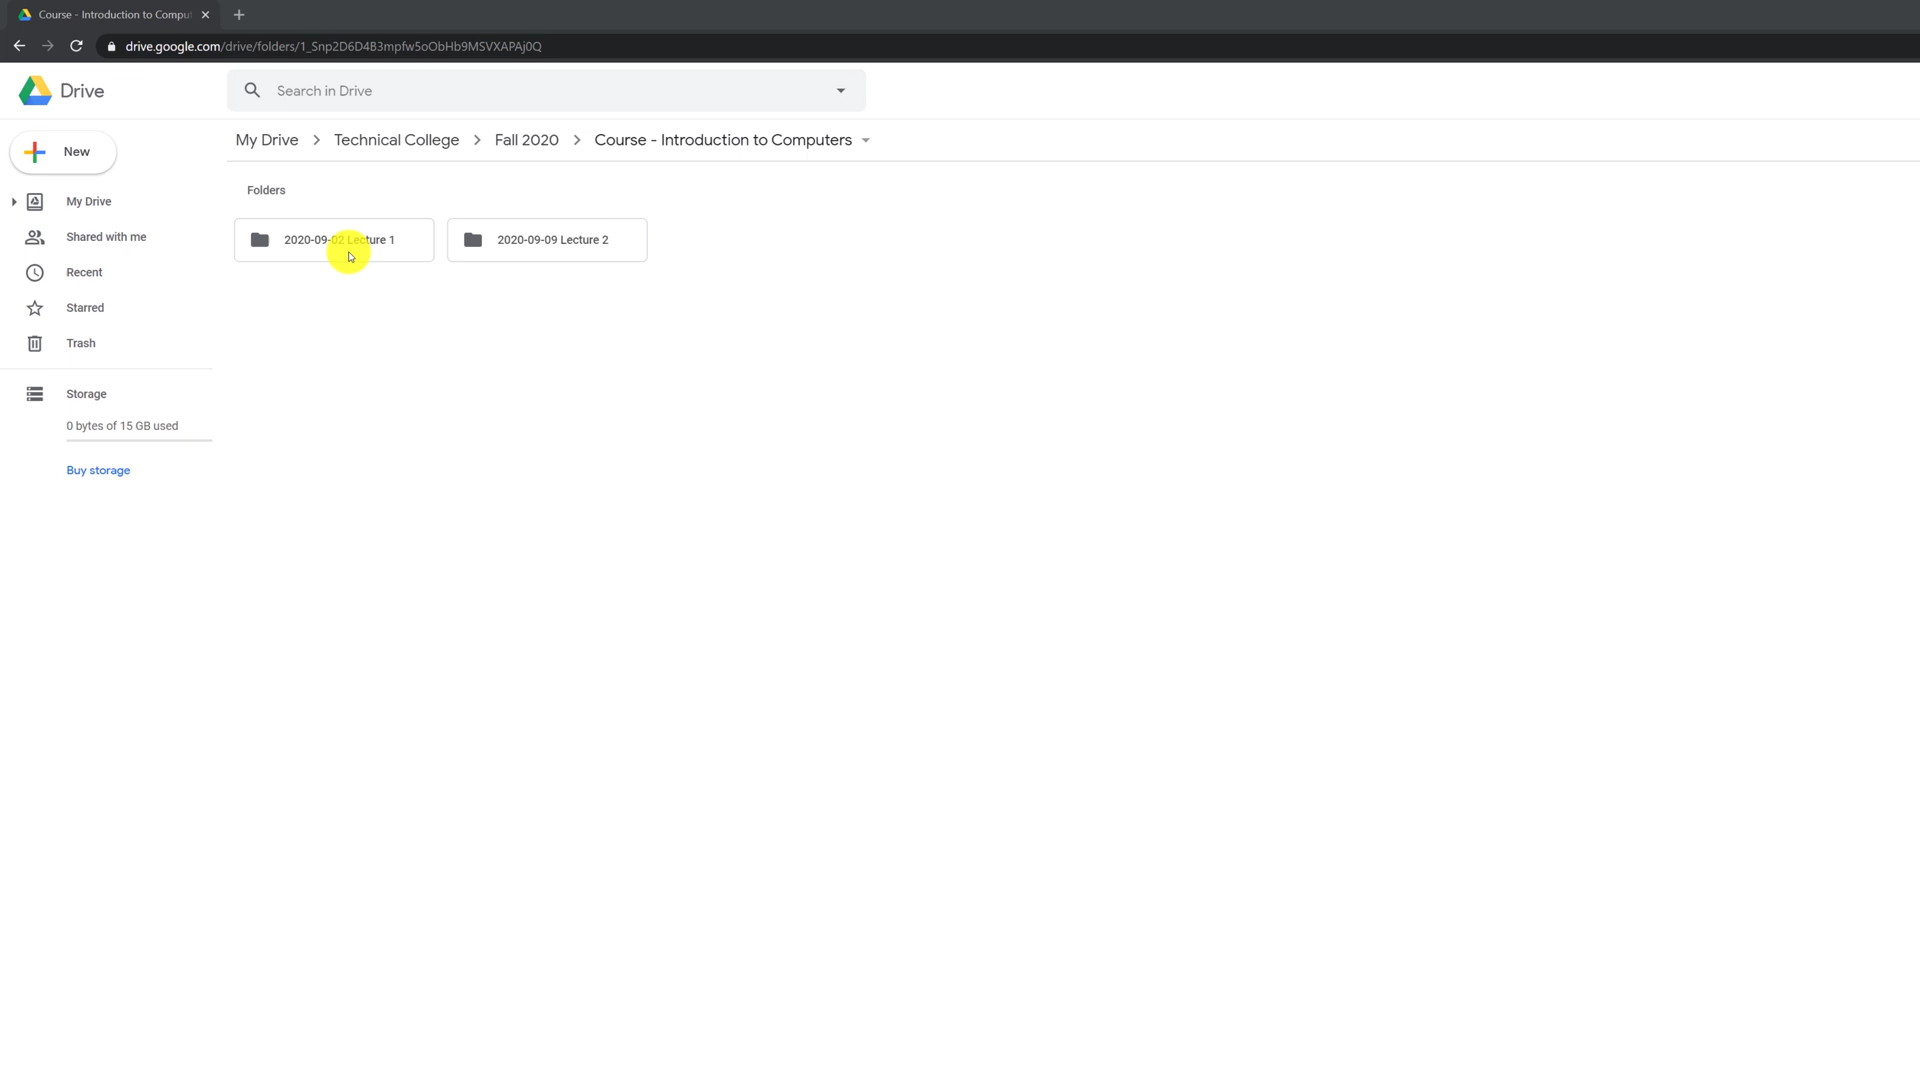 Course - Introduction to Comput
drive.google.com/drive/folders/1_Snp2D6D4B3mpfw5oObHb9MSVXAPAj0Q
Drive
Search in Drive
My Drive > Technical College > Fall 2020 > Course - Introduction to Computers
New
Folders
My Drive
2020-09-02 Lecture 1
2020-09-09 Lecture 2
Shared with me
Recent
Starred
Trash
Storage
0 bytes of 15 GB used
Buy storage